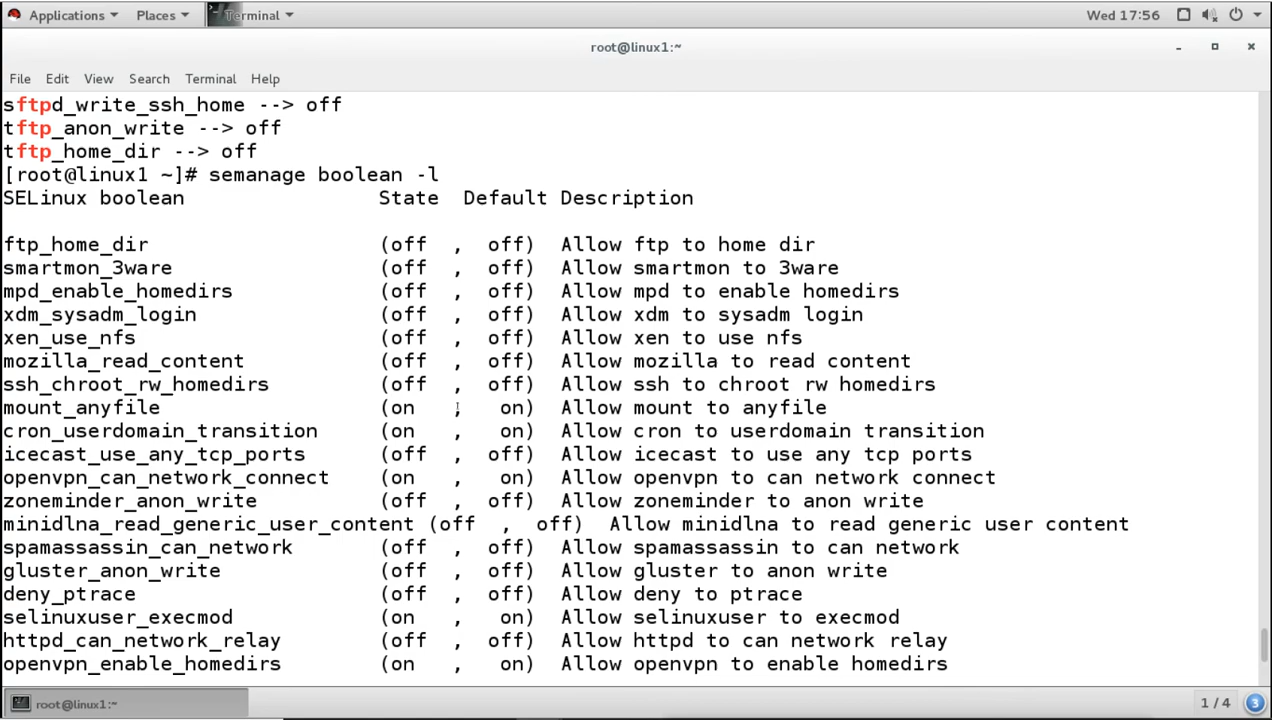 Applications Places Terminal Wed 17:56
root@linux1:~
File Edit View Search Terminal Help
sftpd_write_ssh_home --> off
tftp_anon_write --> off
tftp_home_dir --> off
[root@linux1 ~]# semanage boolean -l
SELinux boolean State Default Description
ftp_home_dir (off , off) Allow ftp to home dir
smartmon_3ware (off , off) Allow smartmon to 3ware
mpd_enable_homedirs (off , off) Allow mpd to enable homedirs
xdm_sysadm_login (off , off) Allow xdm to sysadm login
xen_use_nfs (off , off) Allow xen to use nfs
mozilla_read_content (off , off) Allow mozilla to read content
ssh_chroot_rw_homedirs (off , off) Allow ssh to chroot rw homedirs
mount_anyfile (on , on) Allow mount to anyfile
cron_userdomain_transition (on , on) Allow cron to userdomain transition
icecast_use_any_tcp_ports (off , off) Allow icecast to use any tcp ports
openvpn_can_network_connect (on , on) Allow openvpn to can network connect
zoneminder_anon_write (off , off) Allow zoneminder to anon write
minidlna_read_generic_user_content (off , off) Allow minidlna to read generic user content
spamassassin_can_network (off , off) Allow spamassassin to can network
gluster_anon_write (off , off) Allow gluster to anon write
deny_ptrace (off , off) Allow deny to ptrace
selinuxuser_execmod (on , on) Allow selinuxuser to execmod
httpd_can_network_relay (off , off) Allow httpd to can network relay
openvpn_enable_homedirs (on , on) Allow openvpn to enable homedirs
root@linux1:~ 1 / 4 3